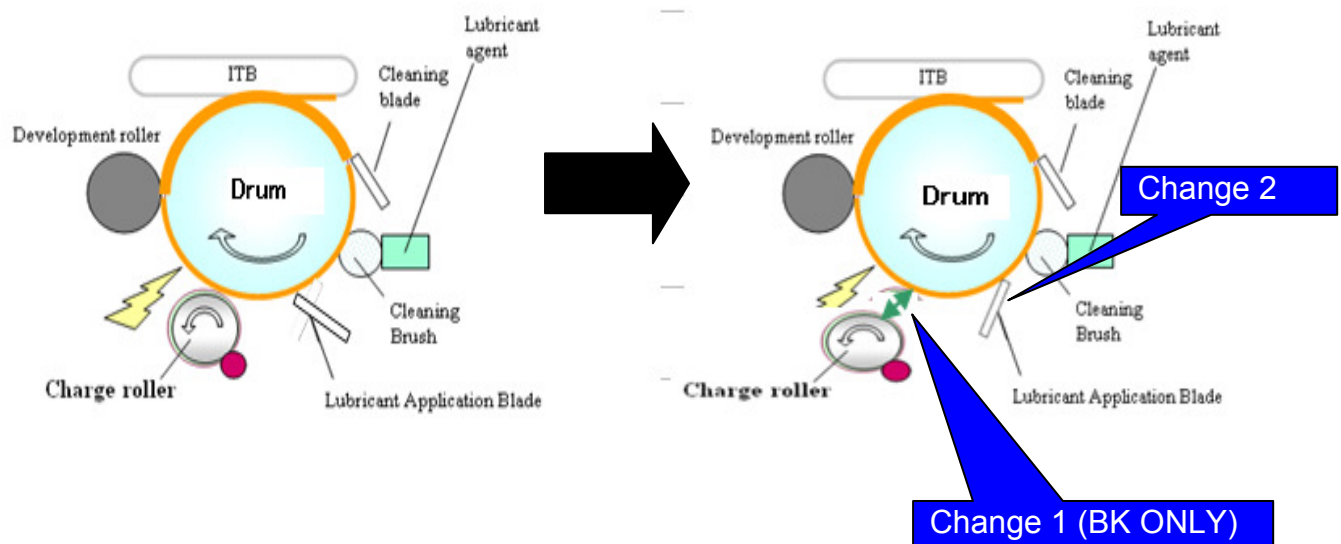 Lubricant
agent
ITB
Cleaning
blade
Development roller
Drum
Cleaning
Brush
Charge roller
Lubricant Application Blade
Lubricant
agent
ITB
Cleaning
blade
Development roller
Change 2
Drum
Cleaning
Brush
Charge roller
Lubricant Application Blade
Change 1 (BK ONLY)